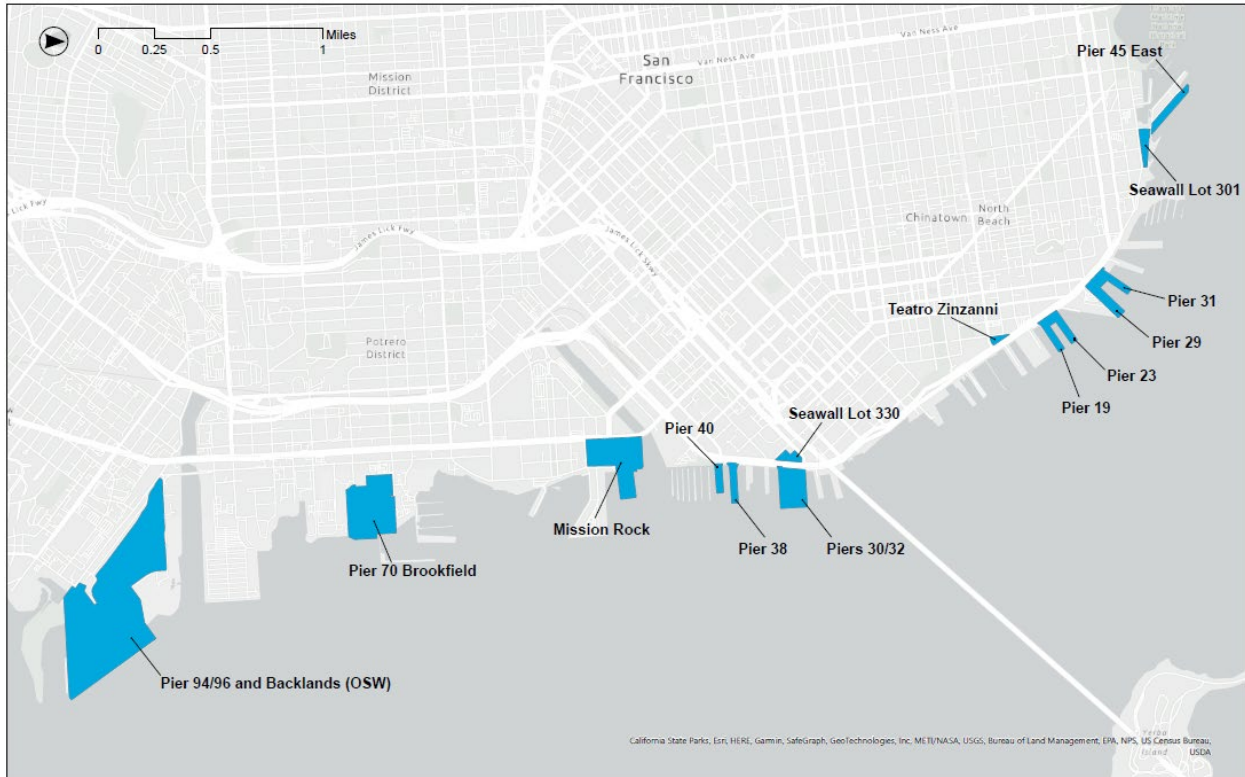 Miles
0 0.25 0.5 1
Van Ness Ave
Van Ness Ave
Pier 45 East
San
Francisco
Mission
District
Seawall Lot 301
North
Beach
Chinatown
James Lick Fwy
James Lick Skwy
Lick Fwy
Pier 31
Teatro Zinzanni
Pier 29
Potrero
District
Pier 23
Pier 19
Seawall Lot 330
Pier 40
Mission Rock
Pier 38
Piers 30/32
Pier 70 Brookfield
Pier 94/96 and Backlands (OSW)
Yerba
Island
California State Parks, Esri, HERE, Garmin, SafeGraph, GeoTechnologies, Inc, METI/NASA, USGS, Bureau of Land Management, EPA, NPS, US Census Bureau,
USDA